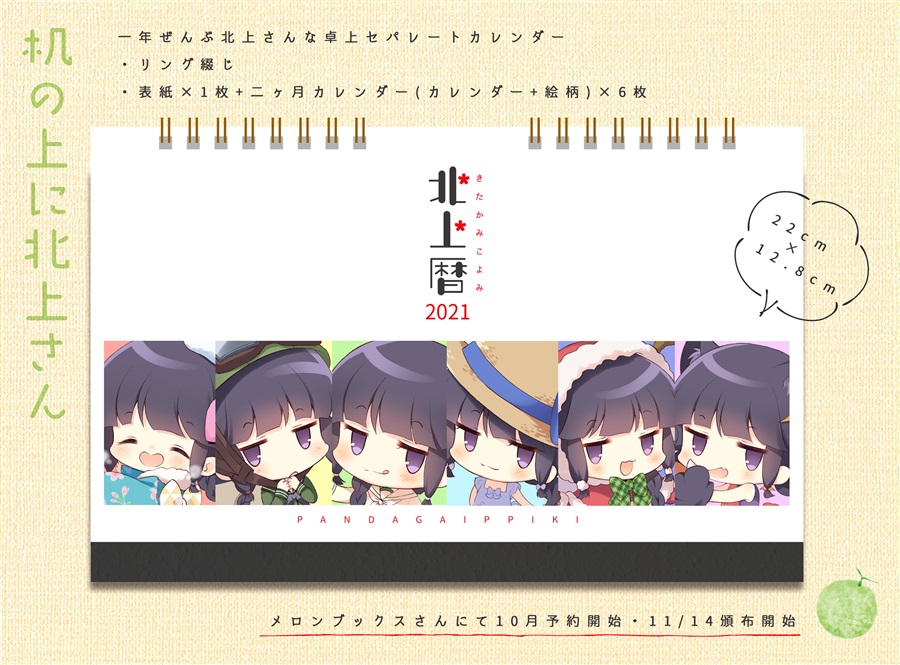 机の上に北上さん
一年ぜんぶ北上さんな卓上セパレートカレンダー
・リング綴じ
・表紙×1枚+二ヶ月カレンダー(カレンダー+絵柄)×6枚
北上暦
きたかみこよみ
2021
22cm
×
12.8cm
PANDAGAIPPIKI
メロンブックスさんにて10月予約開始・11/14頒布開始